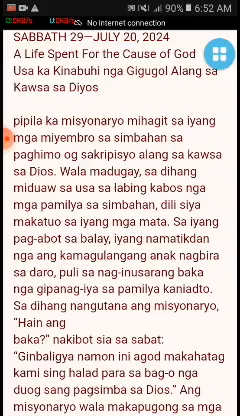 90% 6:52 AM
U:0KB/s D:0KB/s No internet connection
SABBATH 29—JULY 20, 2024
A Life Spent For the Cause of God
Usa ka Kinabuhi nga Gigugol Alang sa
Kawsa sa Diyos
pipila ka misyonaryo mihagit sa iyang
mga miyembro sa simbahan sa
paghimo og sakripisyo alang sa kawsa
sa Dios. Wala madugay, sa dihang
miduaw sa usa sa labing kabos nga
mga pamilya sa simbahan, dili siya
makatuo sa iyang mga mata. Sa iyang
pag-abot sa balay, iyang namatikdan
nga ang kamagulangang anak nagbira
sa daro, puli sa nag-inusarang baka
nga gipanag-iya sa pamilya kaniadto.
Sa dihang nangutana ang misyonaryo,
“Hain ang
baka?” nakibot sia sa sabat:
“Ginbaligya namon ini agod makahatag
kami sing halad para sa bag-o nga
duog sang pagsimba sa Dios.” Ang
misyonaryo wala makapugong sa mga